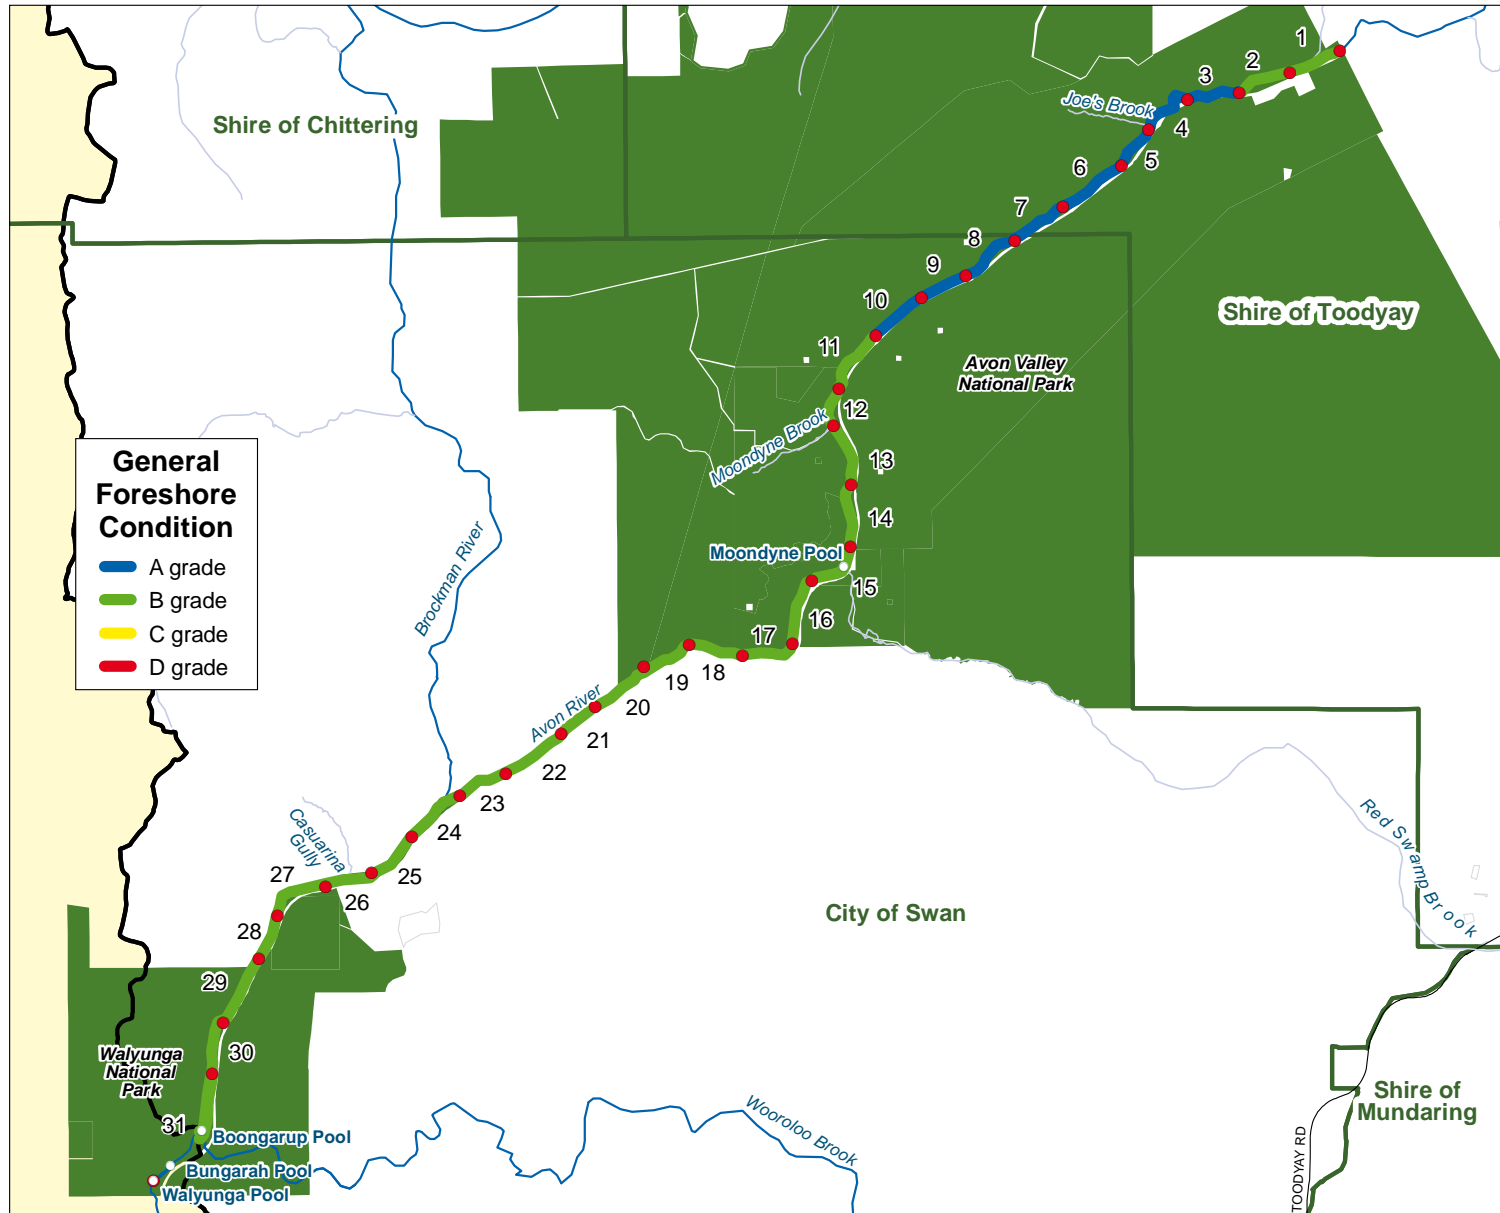 1
2
3
Joe's Brook
4
Shire of Chittering
5
6
7
8
9
10
Shire of Toodyay
11
Avon Valley
National Park
12
Moondyne Brook
13
General
Foreshore
Condition
A grade
B grade
C grade
D grade
14
Brockman River
Moondyne Pool
15
16
17
18
19
20
Avon River
21
22
23
24
Casuarina
Gully
25
26
27
Red Swamp Brook
City of Swan
28
29
30
Walyunga
National
Park
31
Boongarup Pool
Bungarah Pool
Walyunga Pool
Wooroloo Brook
Shire of
Mundaring
TOODYAY RD